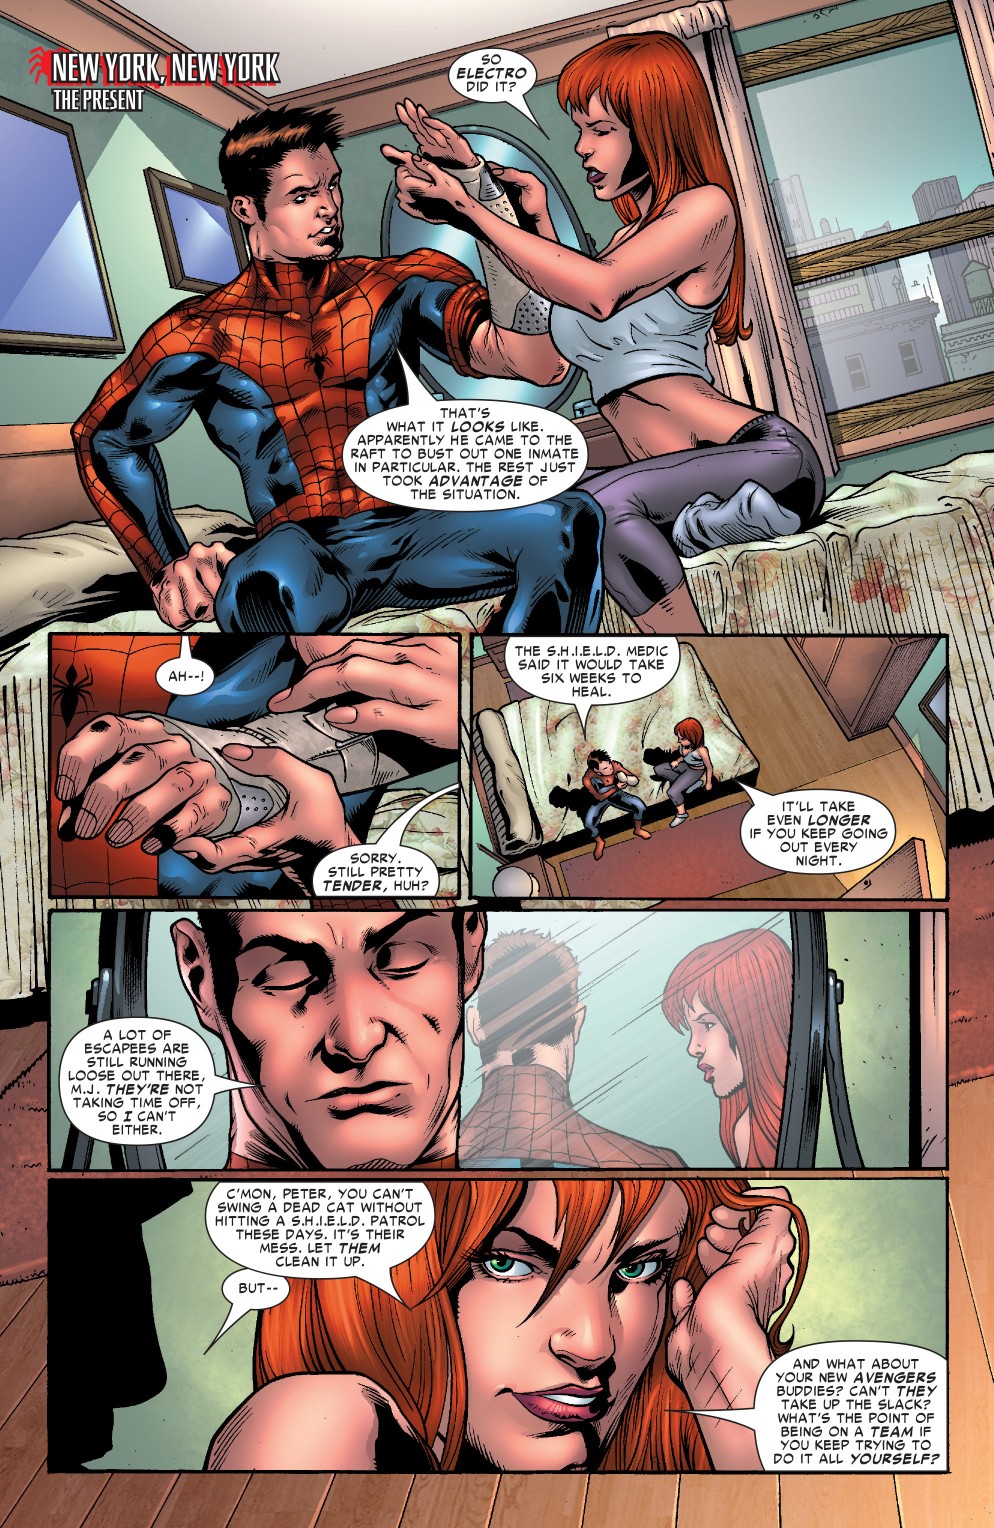 NEW YORK, NEW YORK
THE PRESENT
SO
ELECTRO
DID IT?
THAT'S
WHAT IT LOOKS LIKE.
APPARENTLY HE CAME TO THE
RAFT TO BUST OUT ONE INMATE
IN PARTICULAR. THE REST JUST
TOOK ADVANTAGE OF
THE SITUATION.
AH--!
SORRY.
STILL PRETTY
TENDER, HUH?
THE S.H.I.E.L.D. MEDIC
SAID IT WOULD TAKE
SIX WEEKS TO
HEAL.
IT'LL TAKE
EVEN LONGER
IF YOU KEEP GOING
OUT EVERY
NIGHT.
A LOT OF
ESCAPEES ARE
STILL RUNNING
LOOSE OUT THERE,
M.J. THEY'RE NOT
TAKING TIME OFF,
SO I CAN'T
EITHER.
C'MON, PETER, YOU CAN'T
SWING A DEAD CAT WITHOUT
HITTING A S.H.I.E.L.D. PATROL
THESE DAYS. IT'S THEIR
MESS. LET THEM
CLEAN IT UP.
BUT--
AND WHAT ABOUT
YOUR NEW AVENGERS
BUDDIES? CAN'T THEY
TAKE UP THE SLACK?
WHAT'S THE POINT OF
BEING ON A TEAM IF
YOU KEEP TRYING TO
DO IT ALL YOURSELF?